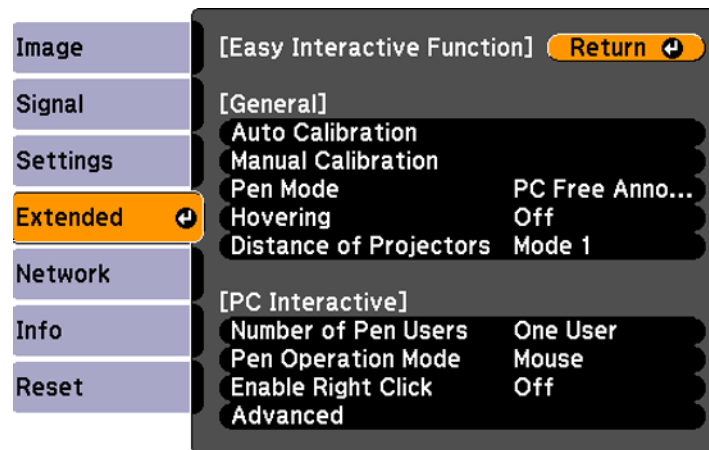 Image
Signal
Settings
Extended
Network
Info
Reset
[Easy Interactive Function] Return
[General]
Auto Calibration
Manual Calibration
Pen Mode PC Free Anno...
Hovering Off
Distance of Projectors Mode 1
[PC Interactive]
Number of Pen Users One User
Pen Operation Mode Mouse
Enable Right Click Off
Advanced